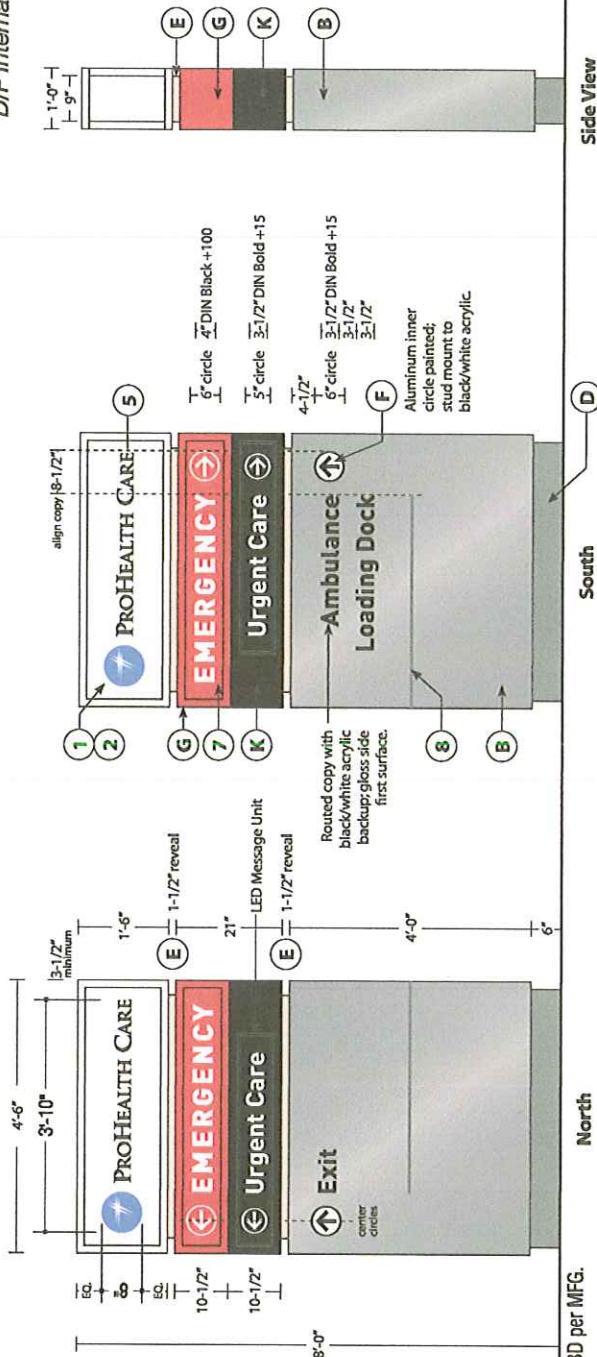 DIF Interna
4'-6"
3'-10"
3-1/2"
minimum
EQ.
8"
EQ.
10-1/2"
10-1/2"
8'-0"
PROHEALTH CARE
EMERGENCY
Urgent Care
Exit
center
circles
1'-6"
E
1-1/2" reveal
21"
LED Message Unit
E
1-1/2" reveal
4'-0"
6"
North
BD per MFG.
align copy
8-1/2"
1
2
5
PROHEALTH CARE
G
EMERGENCY
7
K
Urgent Care
Routed copy with
black/white acrylic
backup; gloss side
first surface.
Ambulance
Loading Dock
8
B
6" circle 4" DIN Black +100
5" circle 3-1/2" DIN Bold +15
4-1/2"
6" circle 3-1/2" DIN Bold +15
3-1/2"
3-1/2"
F
Aluminum inner
circle painted;
stud mount to
black/white acrylic.
D
South
1'-0"
9"
E
G
K
B
Side View